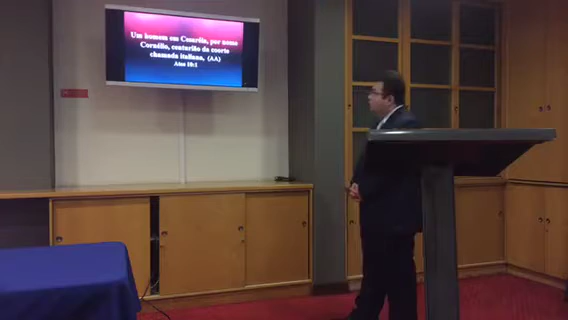 Um homem em Cesaréia, por nome
Cornélio, centurião da coorte
chamada italiana, (AA)
Atos 10:1